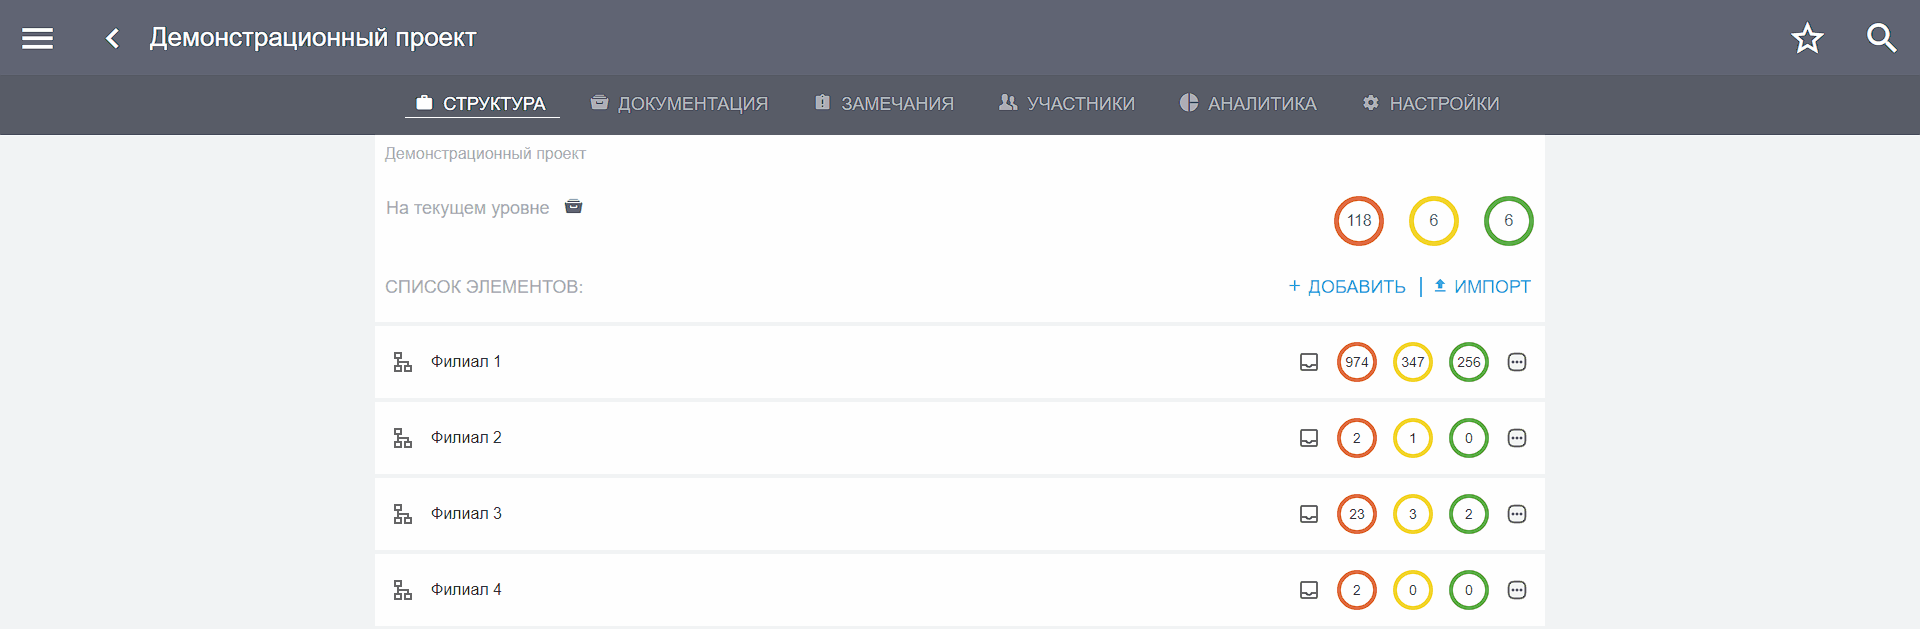 Демонстрационный проект
СТРУКТУРА ДОКУМЕНТАЦИЯ ЗАМЕЧАНИЯ УЧАСТНИКИ АНАЛИТИКА НАСТРОЙКИ
Демонстрационный проект
На текущем уровне 118 6 6
СПИСОК ЭЛЕМЕНТОВ: + ДОБАВИТЬ | ИМПОРТ
Филиал 1 974 347 256
Филиал 2 2 1 0
Филиал 3 23 3 2
Филиал 4 2 0 0